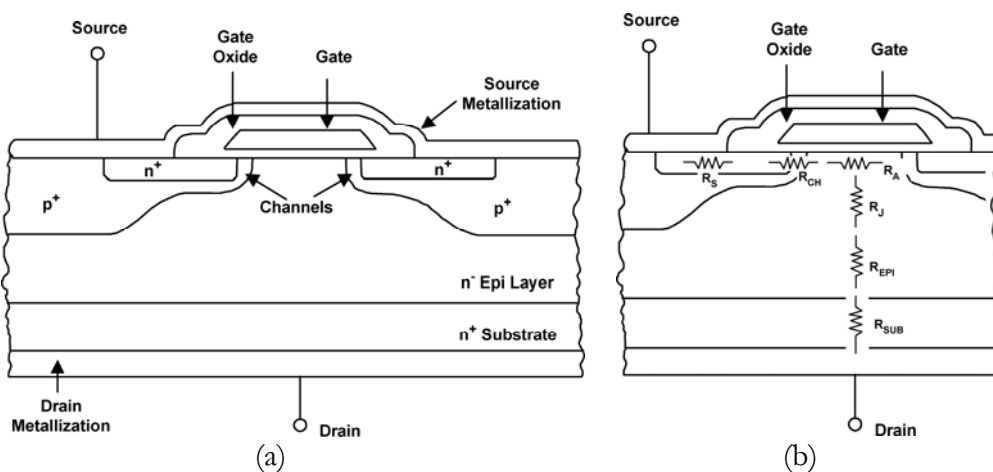 Source
Gate
Oxide
Gate
Source
Metallization
n+
n+
Channels
p+
p+
n- Epi Layer
n+ Substrate
Drain
Metallization
Drain
(a)
Source
Gate
Oxide
Gate
RS
RCH
RA
RJ
REPI
RSUB
Drain
(b)